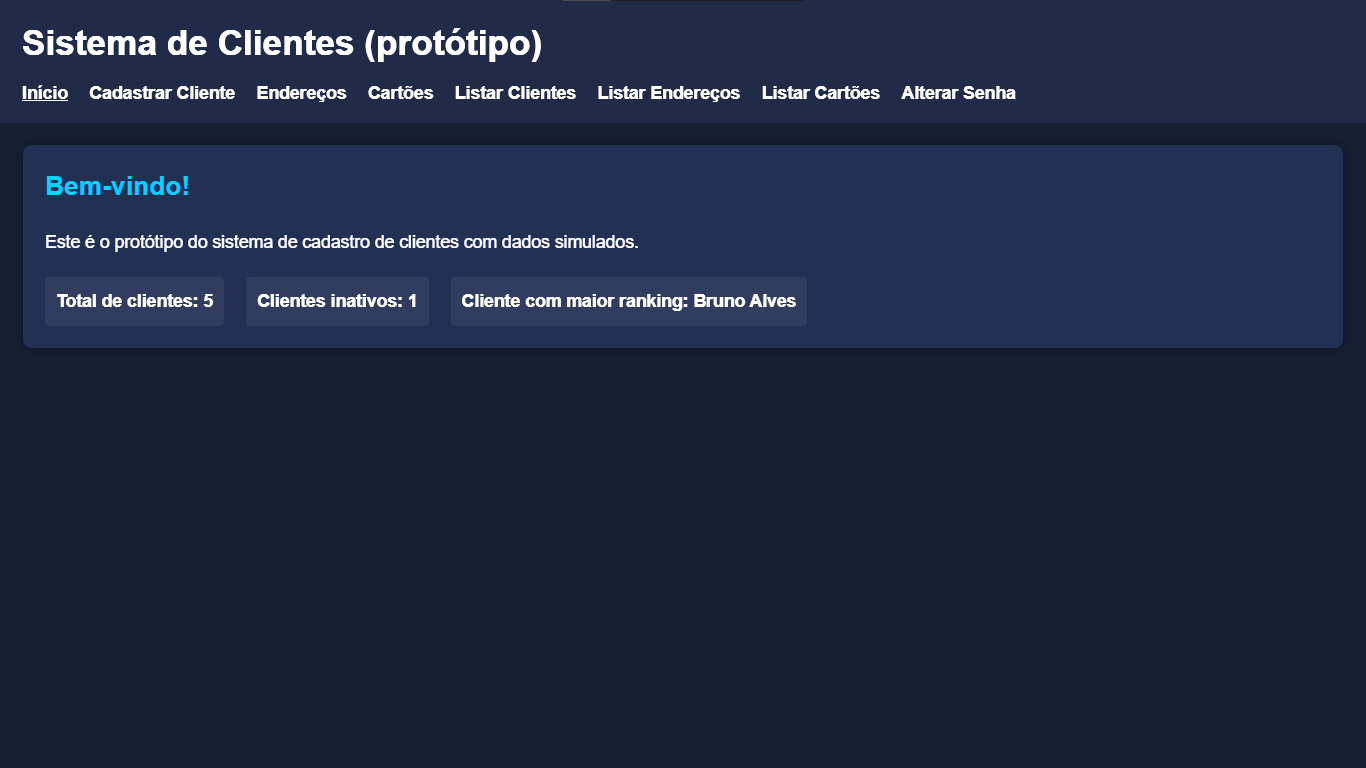 Sistema de Clientes (protótipo)
Início Cadastrar Cliente Endereços Cartões Listar Clientes Listar Endereços Listar Cartões Alterar Senha
Bem-vindo!
Este é o protótipo do sistema de cadastro de clientes com dados simulados.
Total de clientes: 5 Clientes inativos: 1 Cliente com maior ranking: Bruno Alves